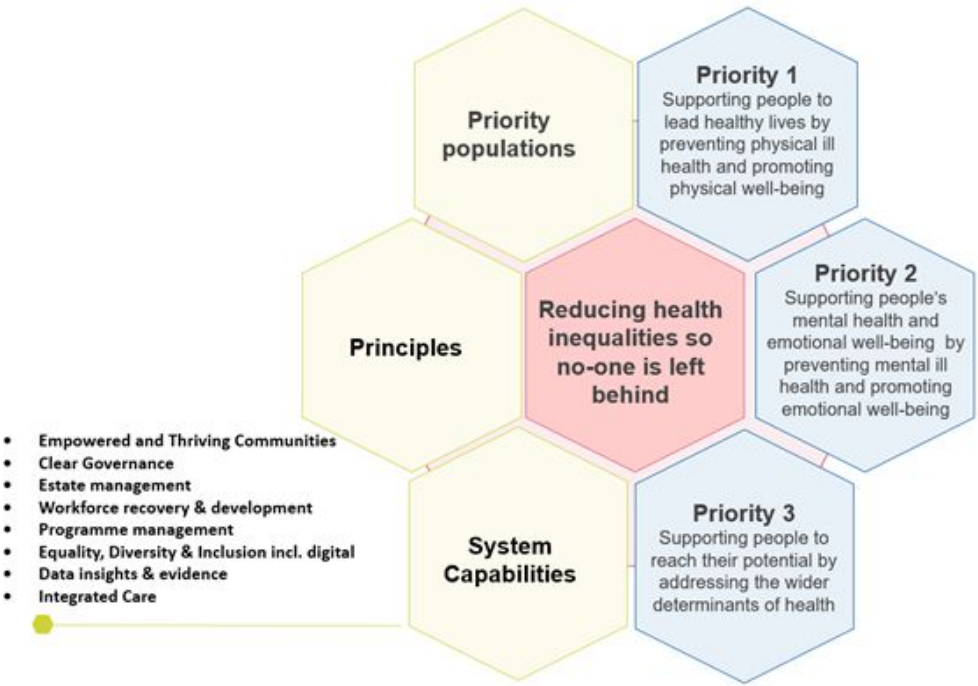 Priority
populations
Priority 1
Supporting people to
lead healthy lives by
preventing physical ill
health and promoting
physical well-being
Principles
Reducing health
inequalities so
no-one is left
behind
Priority 2
Supporting people's
mental health and
emotional well-being by
preventing mental ill
health and promoting
emotional well-being
• Empowered and Thriving Communities
• Clear Governance
• Estate management
• Workforce recovery & development
• Programme management
• Equality, Diversity & Inclusion incl. digital
• Data insights & evidence
• Integrated Care
System
Capabilities
Priority 3
Supporting people to
reach their potential by
addressing the wider
determinants of health